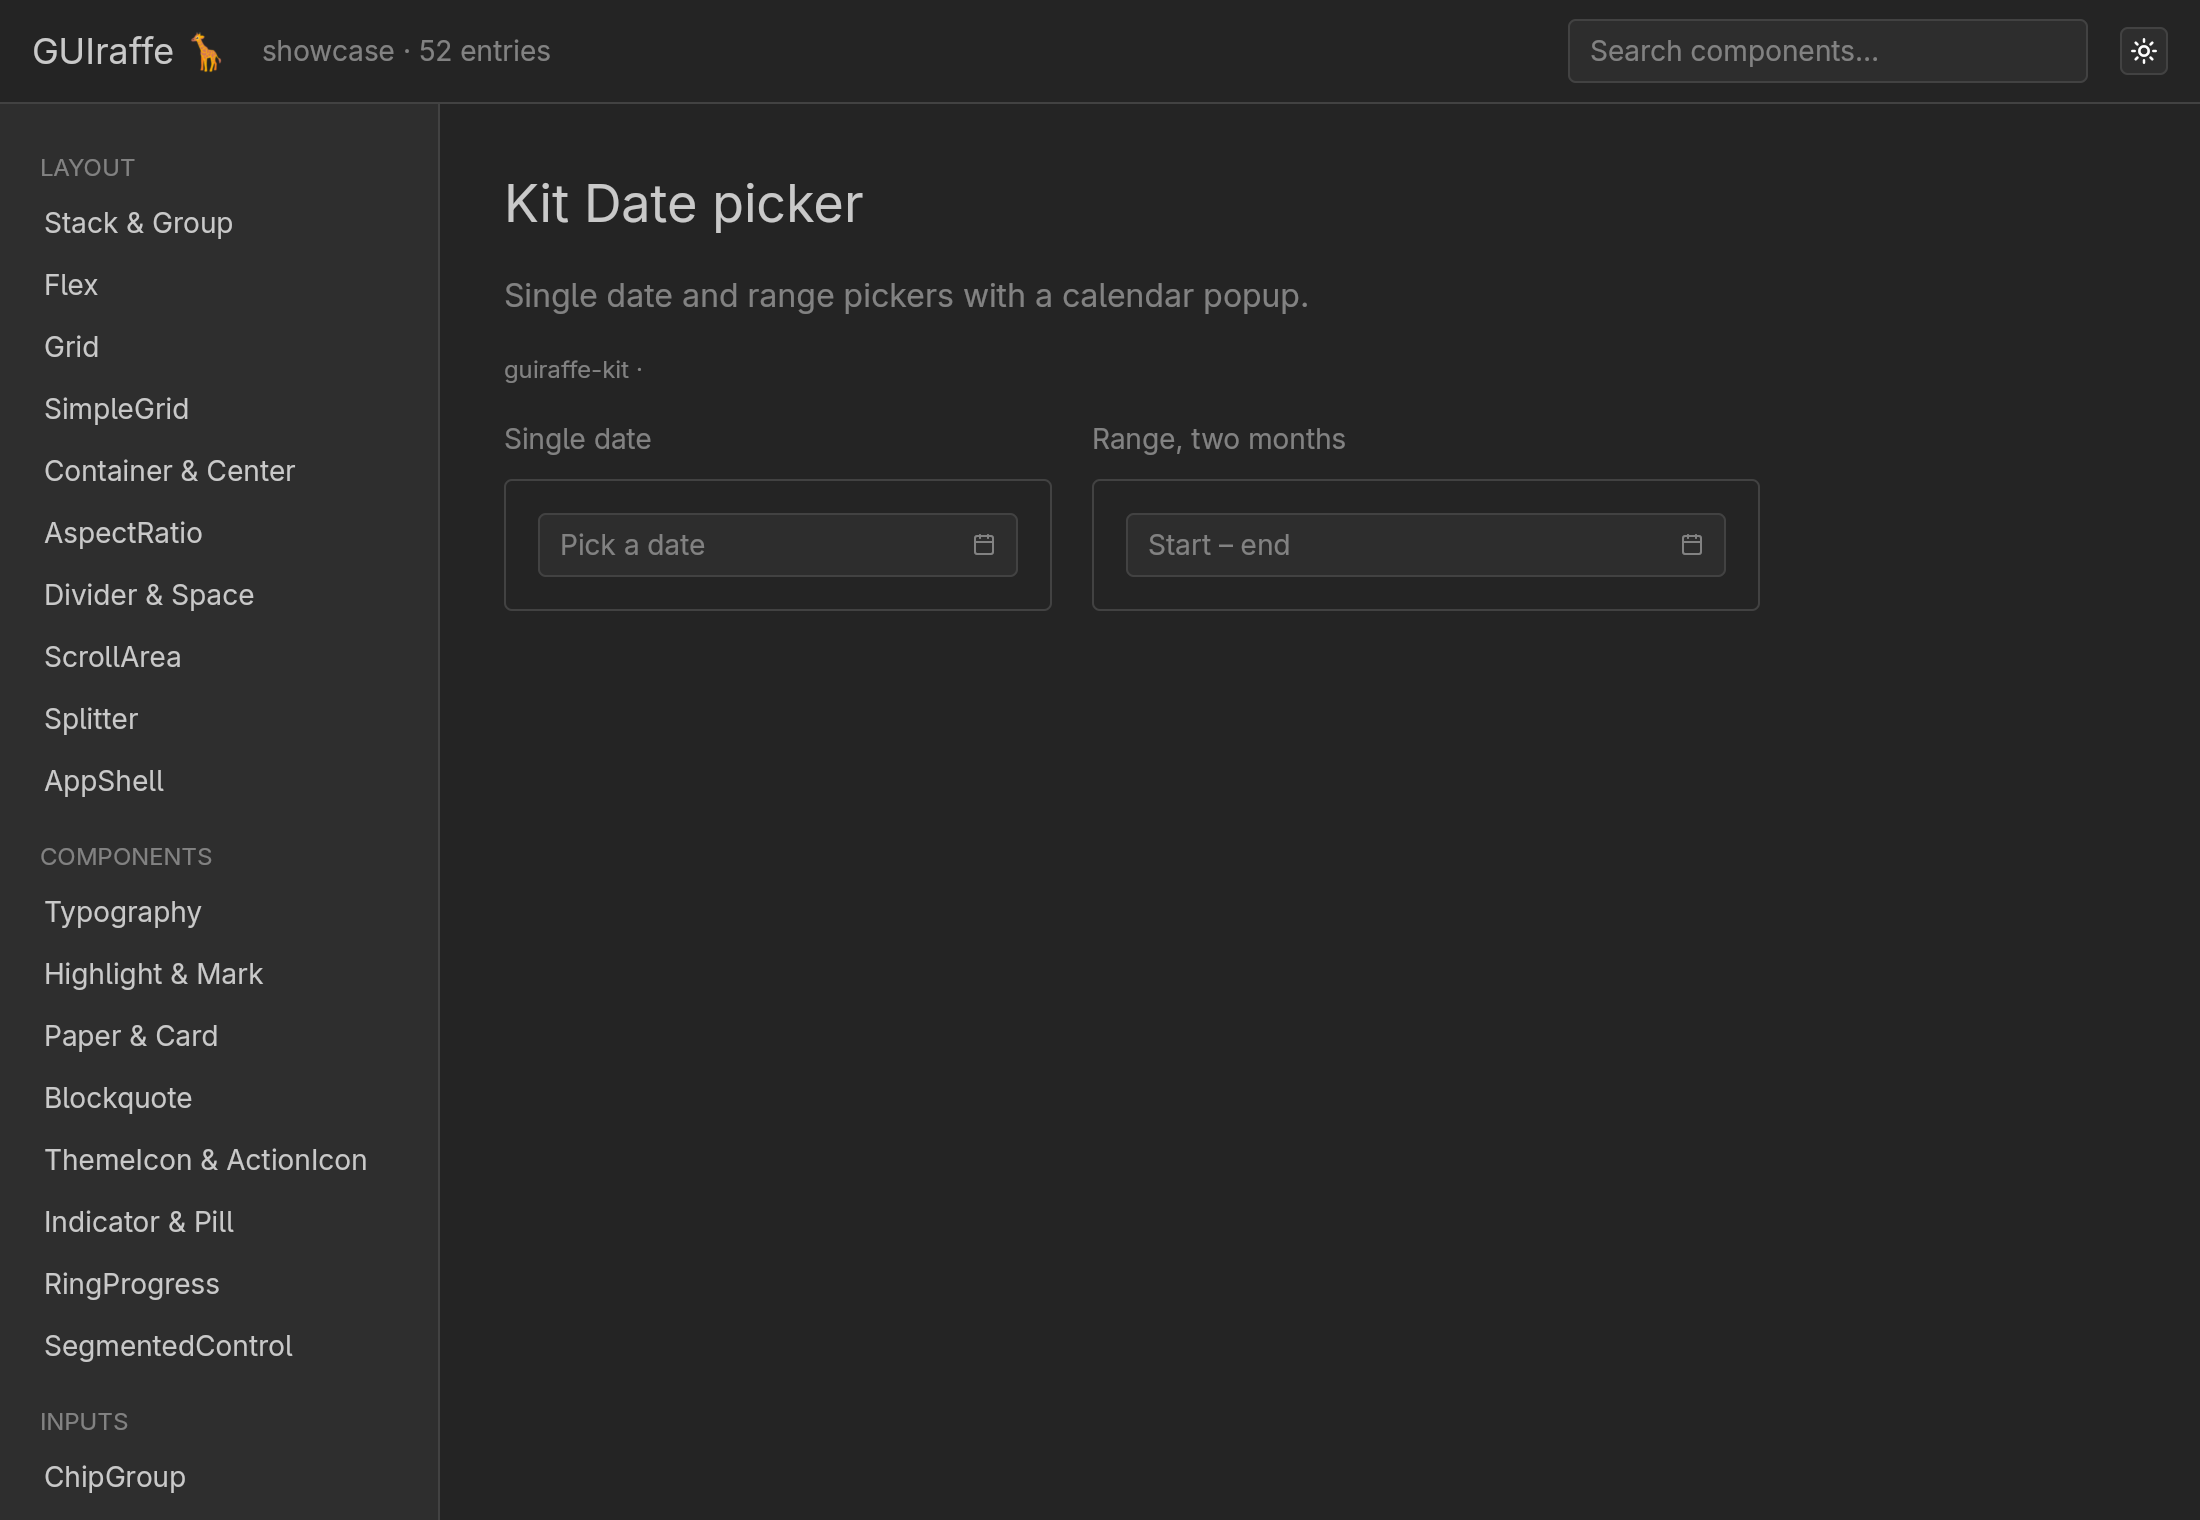 GUIraffe 🦒
showcase · 52 entries
Search components...
LAYOUT
Stack & Group
Flex
Grid
SimpleGrid
Container & Center
AspectRatio
Divider & Space
ScrollArea
Splitter
AppShell
COMPONENTS
Typography
Highlight & Mark
Paper & Card
Blockquote
ThemeIcon & ActionIcon
Indicator & Pill
RingProgress
SegmentedControl
INPUTS
ChipGroup
Kit Date picker
Single date and range pickers with a calendar popup.
guiraffe-kit ·
Single date
Pick a date
Range, two months
Start – end